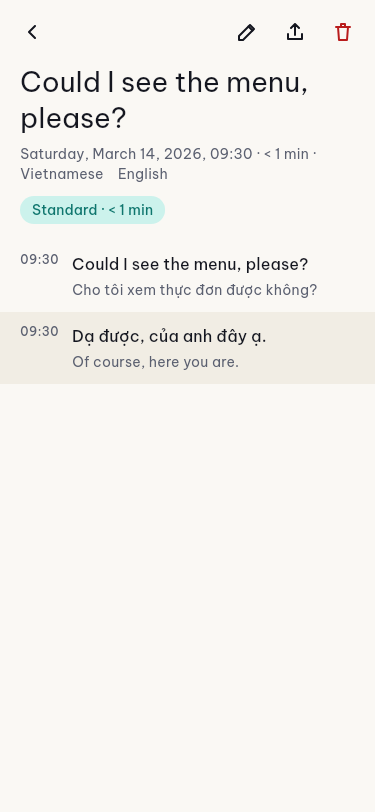 Could I see the menu,
please?
Saturday, March 14, 2026, 09:30 · < 1 min ·
Vietnamese English
Standard · < 1 min
09:30 Could I see the menu, please?
Cho tôi xem thực đơn được không?
09:30 Dạ được, của anh đây ạ.
Of course, here you are.